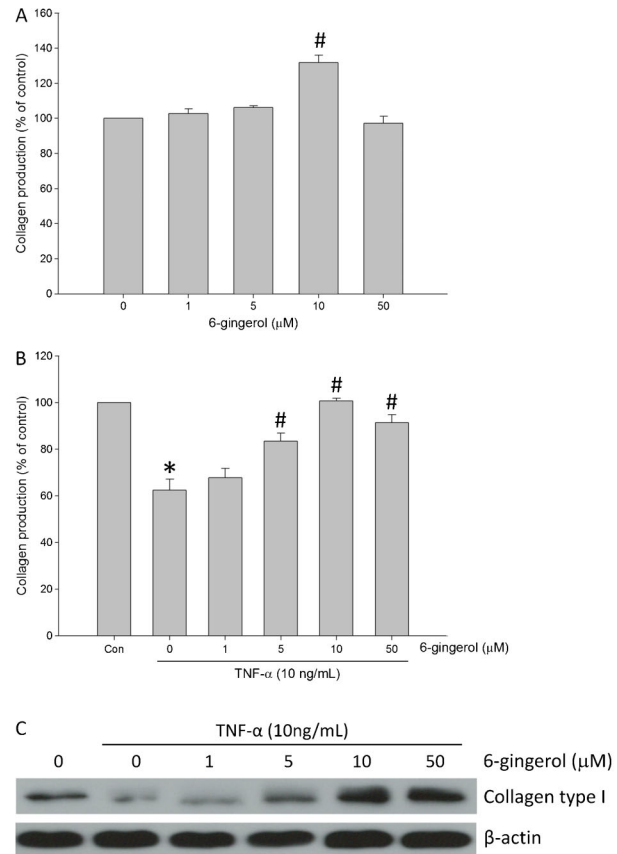 A
160
140
120
100
80
60
40
20
0
Collagen production (% of control)
#
0 1 5 10 50
6-gingerol (μM)
B
120
100
80
60
40
20
0
Collagen production (% of control)
* # # #
Con 0 1 5 10 50 6-gingerol (μM)
TNF-α (10 ng/mL)
C
TNF-α (10ng/mL)
0 0 1 5 10 50 6-gingerol (μM)
Collagen type I
β-actin